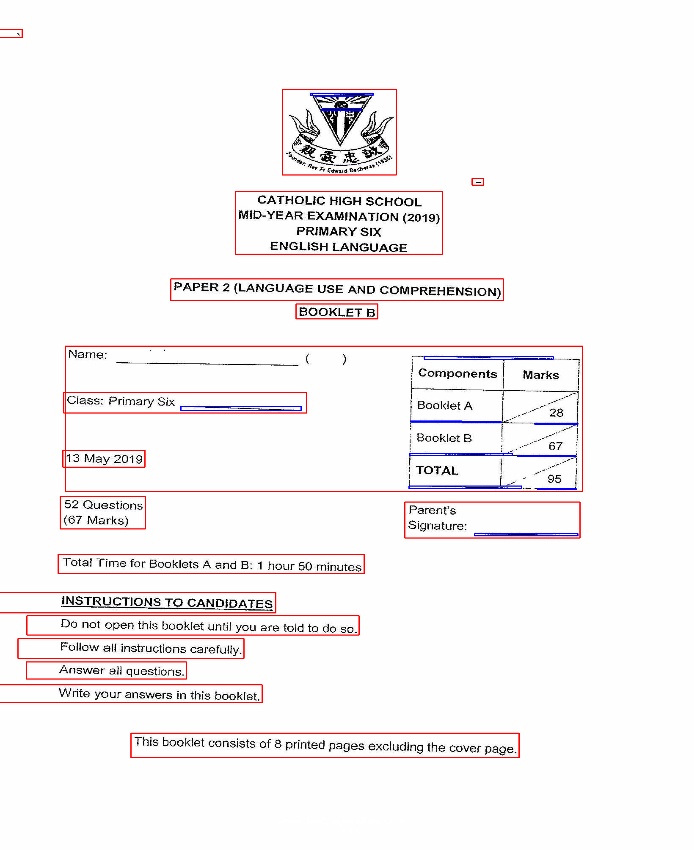 親愛忠誠
Founder: Rev Fr Edward Becheras (1935)
CATHOLIC HIGH SCHOOL
MID-YEAR EXAMINATION (2019)
PRIMARY SIX
ENGLISH LANGUAGE
PAPER 2 (LANGUAGE USE AND COMPREHENSION)
BOOKLET B
Name: ( )
Components Marks
Class: Primary Six
Booklet A 28
Booklet B 67
13 May 2019
TOTAL 95
52 Questions
(67 Marks)
Parent's
Signature:
Total Time for Booklets A and B: 1 hour 50 minutes
INSTRUCTIONS TO CANDIDATES
Do not open this booklet until you are told to do so.
Follow all instructions carefully.
Answer all questions.
Write your answers in this booklet.
This booklet consists of 8 printed pages excluding the cover page.